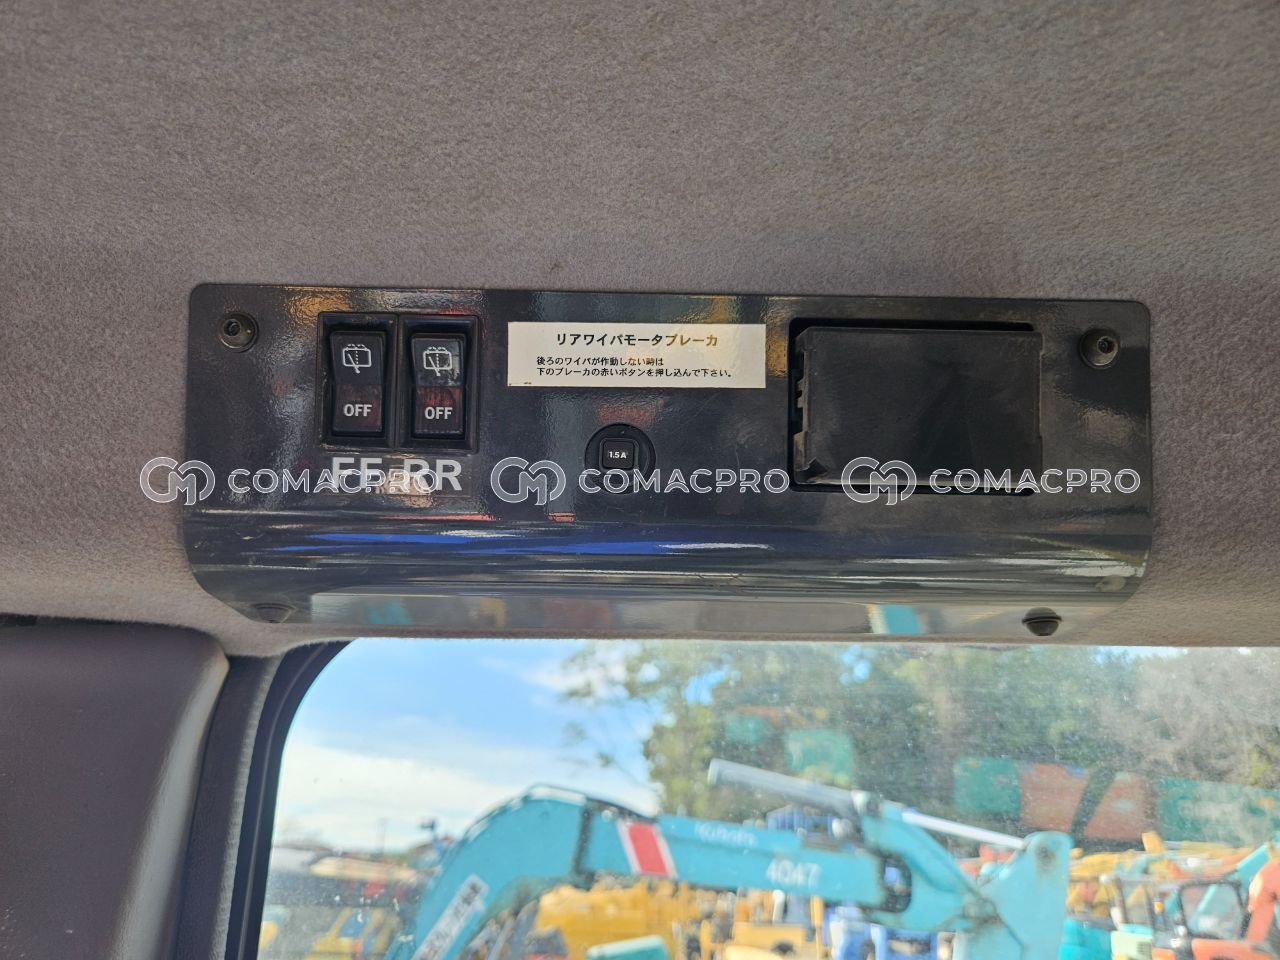 リアワイパモータブレーカ
後ろのワイパが作動しない時は
下のブレーカの赤いボタンを押し込んで下さい。
OFF
OFF
1.5A
FF RR
COMACPRO
COMACPRO
COMACPRO
Kubota
4047